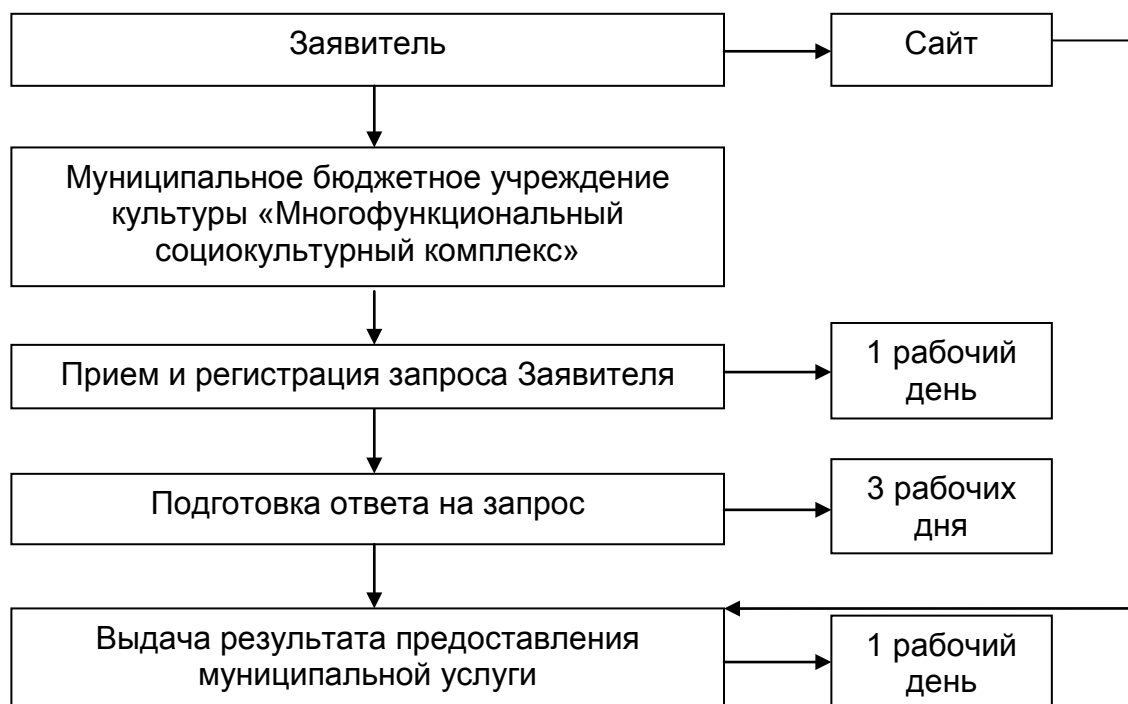 Заявитель
Сайт
Муниципальное бюджетное учреждение
культуры «Многофункциональный
социокультурный комплекс»
Прием и регистрация запроса Заявителя
1 рабочий
день
Подготовка ответа на запрос
3 рабочих
дня
Выдача результата предоставления
муниципальной услуги
1 рабочий
день